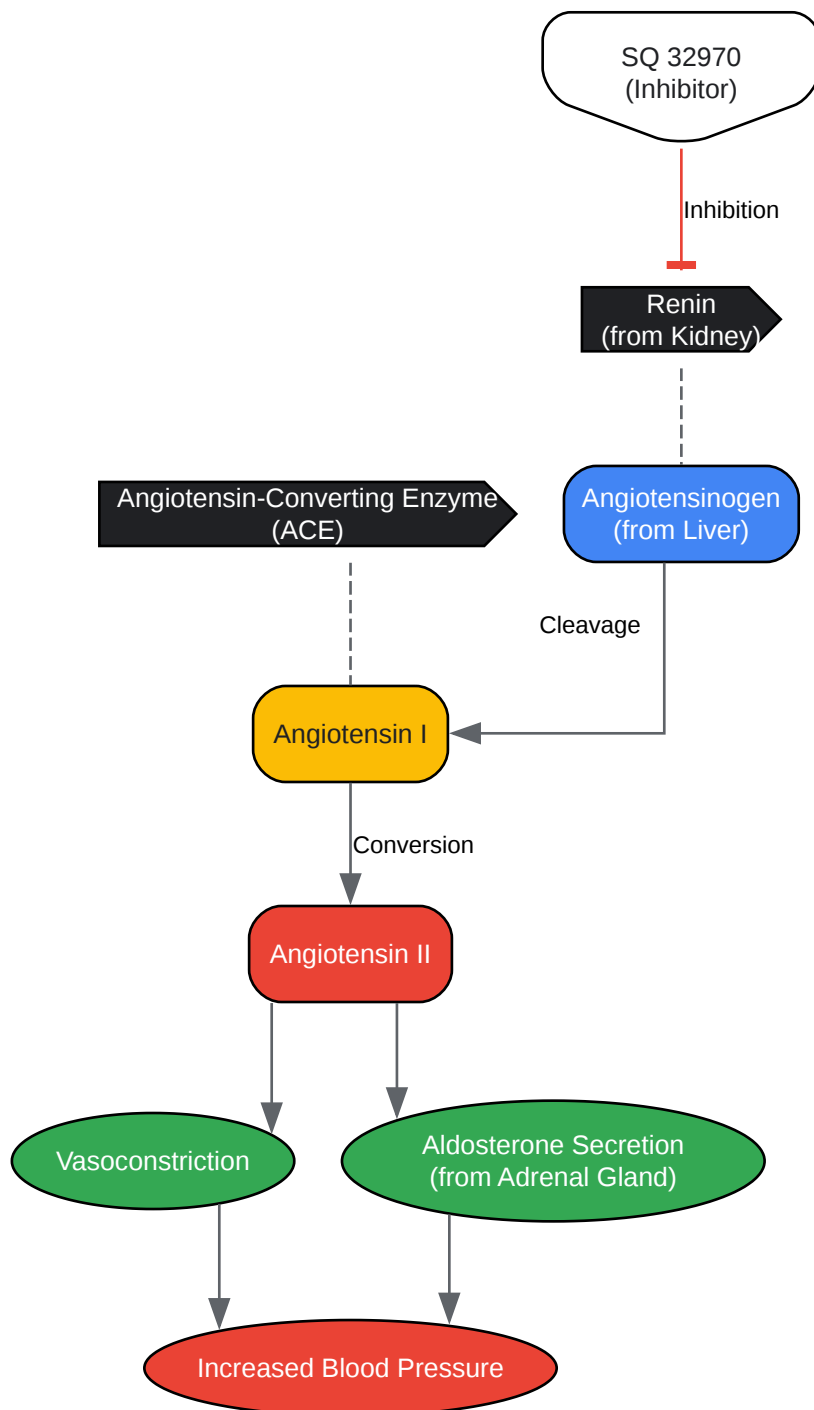 SQ 32970
(Inhibitor)
Inhibition
Renin
(from Kidney)
Angiotensin-Converting Enzyme
(ACE)
Angiotensinogen
(from Liver)
Cleavage
Angiotensin I
Conversion
Angiotensin II
Vasoconstriction
Aldosterone Secretion
(from Adrenal Gland)
Increased Blood Pressure